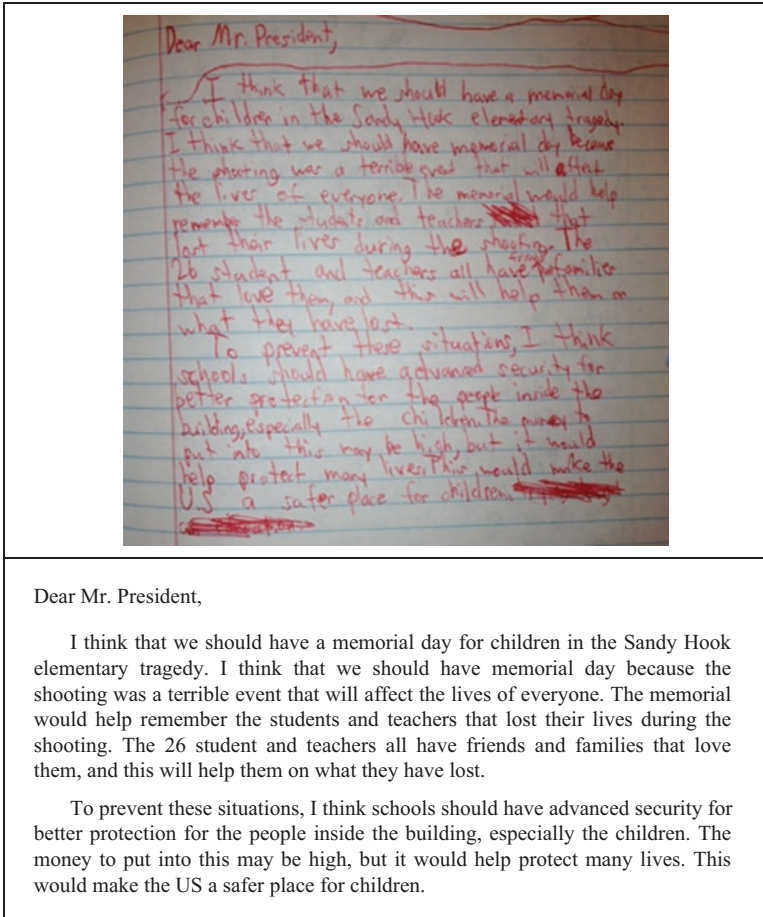 Dear Mr. President,
I think that we should have a memorial day
for children in the Sandy Hook elementary tragedy.
I think that we should have memorial day because
the shooting was a terrible event that will affect
the lives of everyone. The memorial would help
remember the students and teachers that
lost their lives during the shooting. The
26 student and teachers all have friends families
that love them, and this will help them on
what they have lost.
To prevent these situations, I think
schools should have advanced security for
better protection for the people inside the
building, especially the children. The money to
put into this may be high, but it would
help protect many lives. This would make the
U.S a safer place for children.
Dear Mr. President,
I think that we should have a memorial day for children in the Sandy Hook
elementary tragedy. I think that we should have memorial day because the
shooting was a terrible event that will affect the lives of everyone. The memorial
would help remember the students and teachers that lost their lives during the
shooting. The 26 student and teachers all have friends and families that love
them, and this will help them on what they have lost.
To prevent these situations, I think schools should have advanced security for
better protection for the people inside the building, especially the children. The
money to put into this may be high, but it would help protect many lives. This
would make the US a safer place for children.